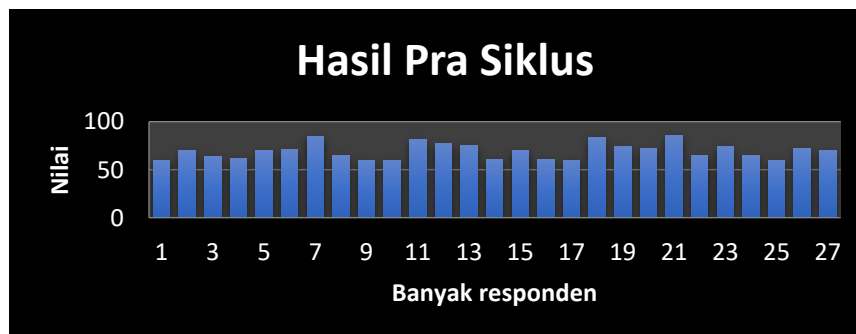 Hasil Pra Siklus
Nilai
100
50
0
1 3 5 7 9 11 13 15 17 19 21 23 25 27
Banyak responden